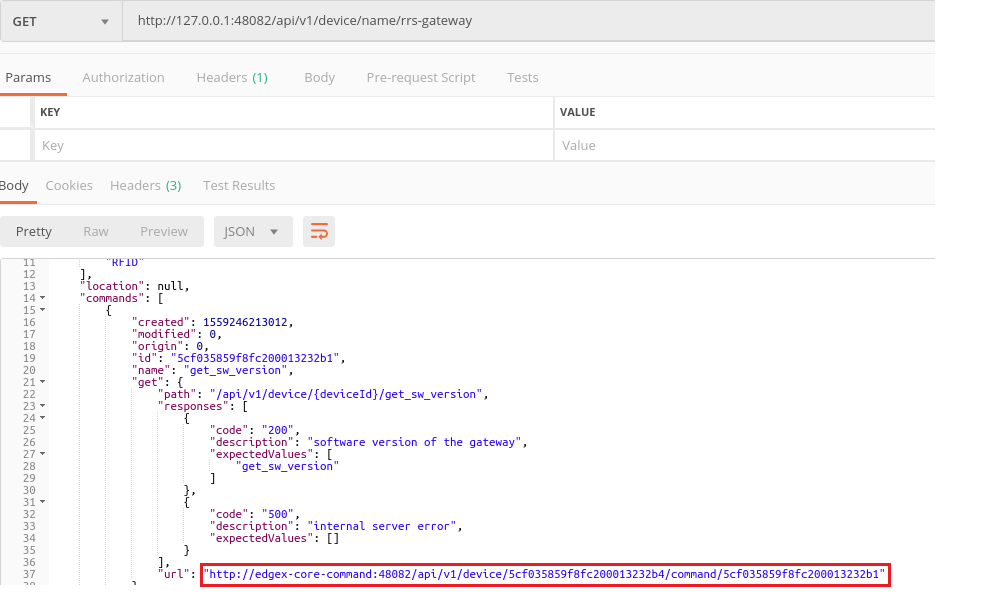 GET http://127.0.0.1:48082/api/v1/device/name/rrs-gateway
Params Authorization Headers (1) Body Pre-request Script Tests
KEY VALUE
Key Value
Body Cookies Headers (3) Test Results
Pretty Raw Preview JSON
11 "RFID"
12 ],
13 "location": null,
14 "commands": [
15 {
16 "created": 1559246213012,
17 "modified": 0,
18 "origin": 0,
19 "id": "5cf035859f8fc200013232b1",
20 "name": "get_sw_version",
21 "get": {
22 "path": "/api/v1/device/{deviceId}/get_sw_version",
23 "responses": [
24 {
25 "code": "200",
26 "description": "software version of the gateway",
27 "expectedValues": [
28 "get_sw_version"
29 ]
30 },
31 {
32 "code": "500",
33 "description": "internal server error",
34 "expectedValues": []
35 }
36 ],
37 "url": "http://edgex-core-command:48082/api/v1/device/5cf035859f8fc200013232b4/command/5cf035859f8fc200013232b1"